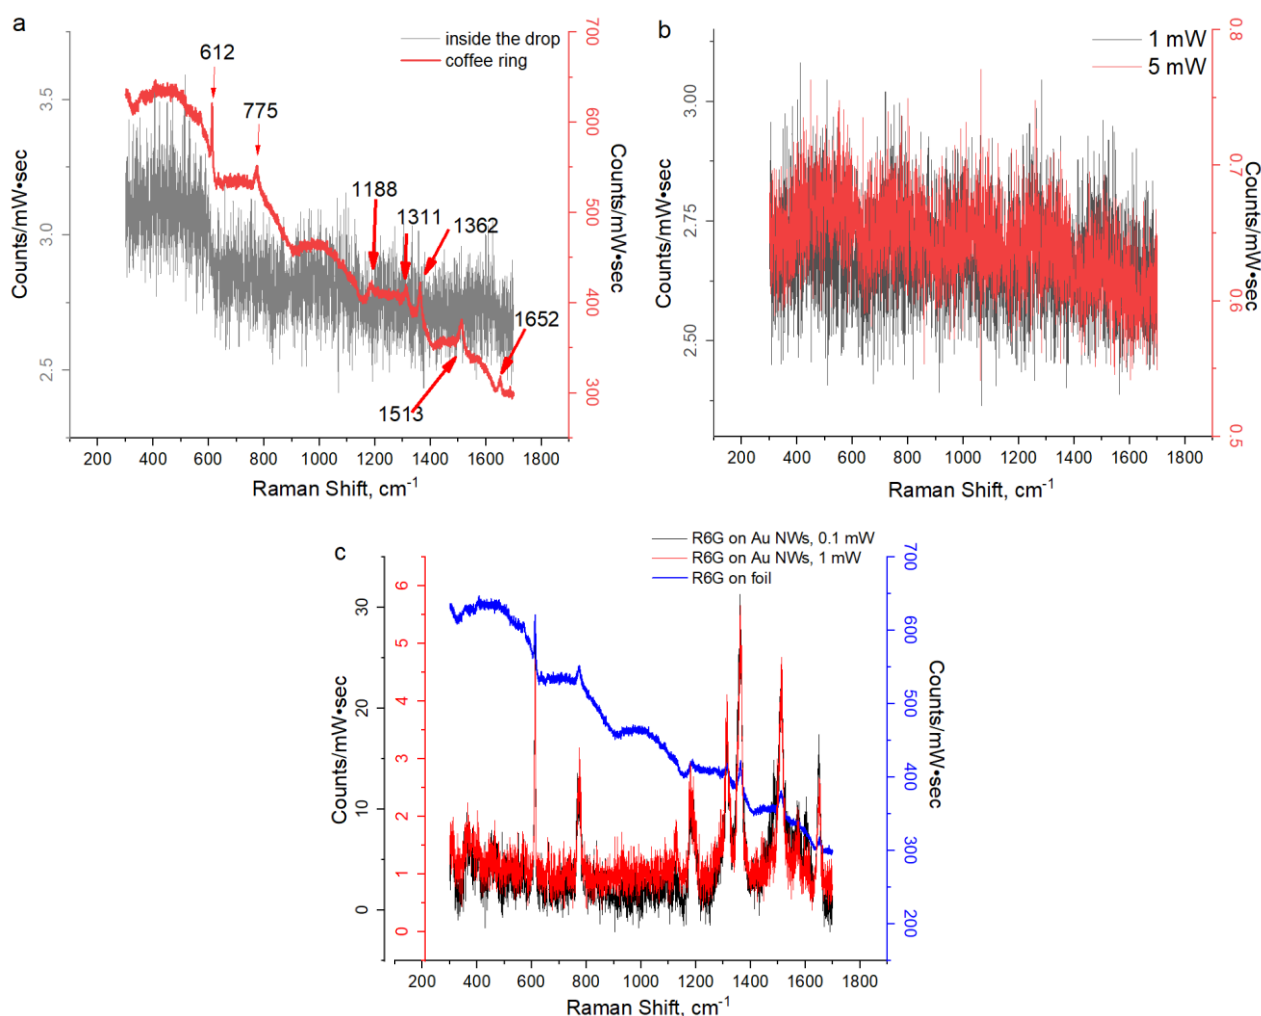 a
inside the drop
coffee ring
612
775
1188
1311
1362
1652
1513
3.5
3.0
2.5
Counts/mW•sec
700
600
500
400
300
Counts/mW•sec
200 400 600 800 1000 1200 1400 1600 1800
Raman Shift, cm⁻¹
b
1 mW
5 mW
3.00
2.75
2.50
Counts/mW•sec
0.8
0.7
0.6
0.5
Counts/mW•sec
200 400 600 800 1000 1200 1400 1600 1800
Raman Shift, cm⁻¹
c
R6G on Au NWs, 0.1 mW
R6G on Au NWs, 1 mW
R6G on foil
30
20
10
0
Counts/mW•sec
6
5
4
3
2
1
0
700
600
500
400
300
200
Counts/mW•sec
200 400 600 800 1000 1200 1400 1600 1800
Raman Shift, cm⁻¹